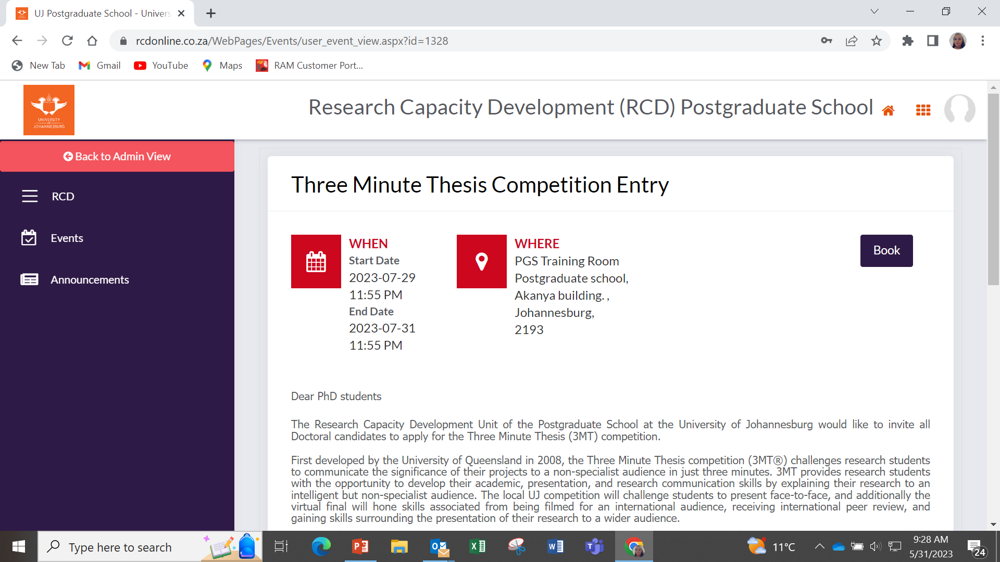 UJ Postgraduate School - Univers
rcdonline.co.za/WebPages/Events/user_event_view.aspx?id=1328
New Tab
Gmail
YouTube
Maps
RAM Customer Port...
UNIVERSITY
OF
JOHANNESBURG
Research Capacity Development (RCD) Postgraduate School
Back to Admin View
RCD
Events
Announcements
Three Minute Thesis Competition Entry
WHEN
Start Date
2023-07-29
11:55 PM
End Date
2023-07-31
11:55 PM
WHERE
PGS Training Room
Postgraduate school,
Akanya building. ,
Johannesburg,
2193
Book
Dear PhD students
The Research Capacity Development Unit of the Postgraduate School at the University of Johannesburg would like to invite all
Doctoral candidates to apply for the Three Minute Thesis (3MT) competition.
First developed by the University of Queensland in 2008, the Three Minute Thesis competition (3MT®) challenges research students
to communicate the significance of their projects to a non-specialist audience in just three minutes. 3MT provides research students
with the opportunity to develop their academic, presentation, and research communication skills by explaining their research to an
intelligent but non-specialist audience. The local UJ competition will challenge students to present face-to-face, and additionally the
virtual final will hone skills associated from being filmed for an international audience, receiving international peer review, and
gaining skills surrounding the presentation of their research to a wider audience.
Type here to search
11°C
9:28 AM
5/31/2023
24